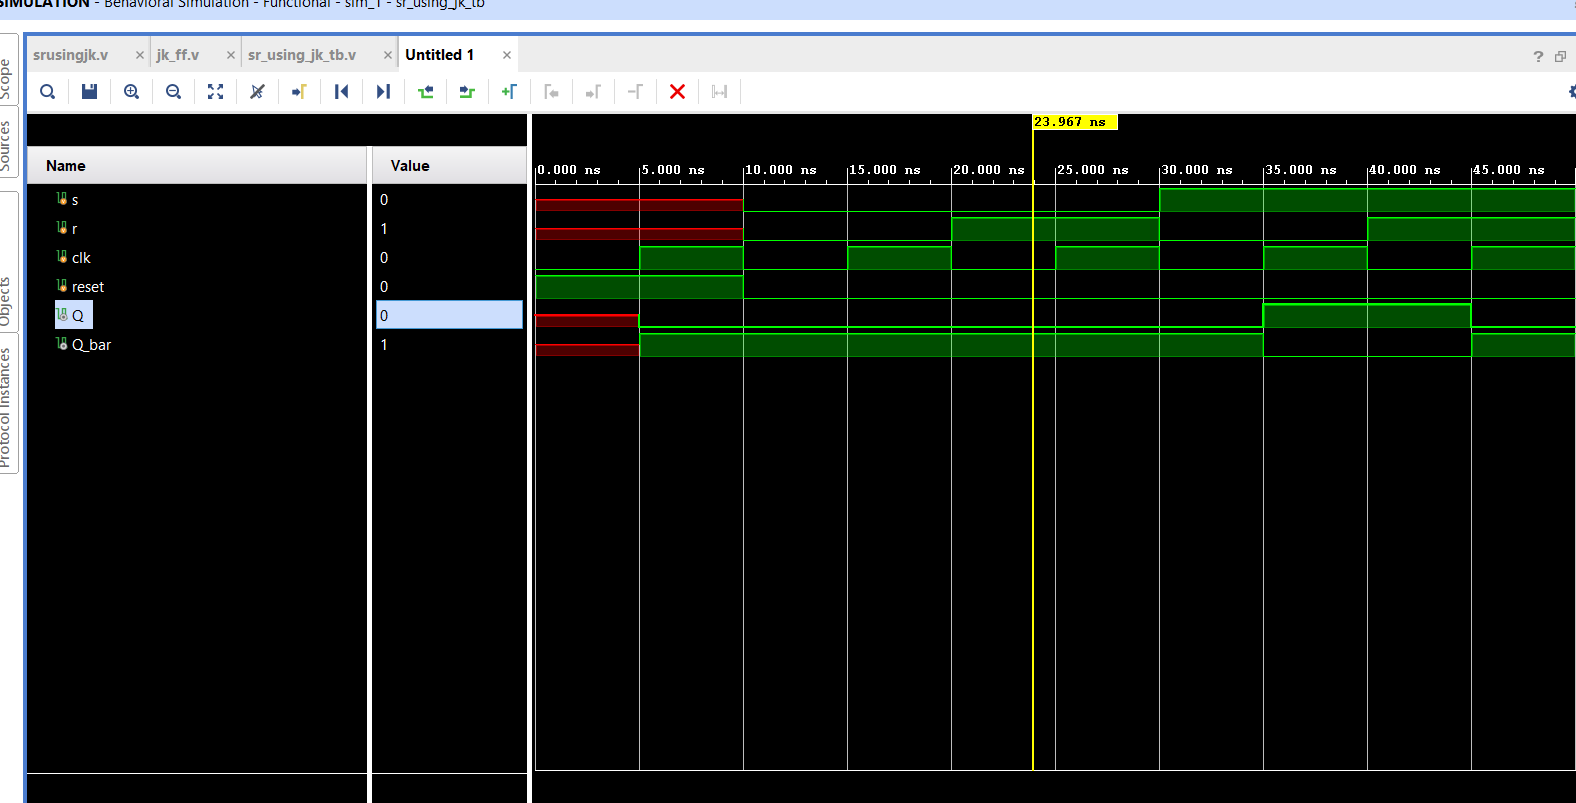 SIMULATION - Behavioral Simulation - Functional - sim_1 - sr_using_jk_tb
srusingjk.v × jk_ff.v × sr_using_jk_tb.v × Untitled 1 ×
?
Scope
Sources
Objects
Protocol Instances
23.967 ns
Name Value
0.000 ns 5.000 ns 10.000 ns 15.000 ns 20.000 ns 25.000 ns 30.000 ns 35.000 ns 40.000 ns 45.000 ns
s 0
r 1
clk 0
reset 0
Q 0
Q_bar 1